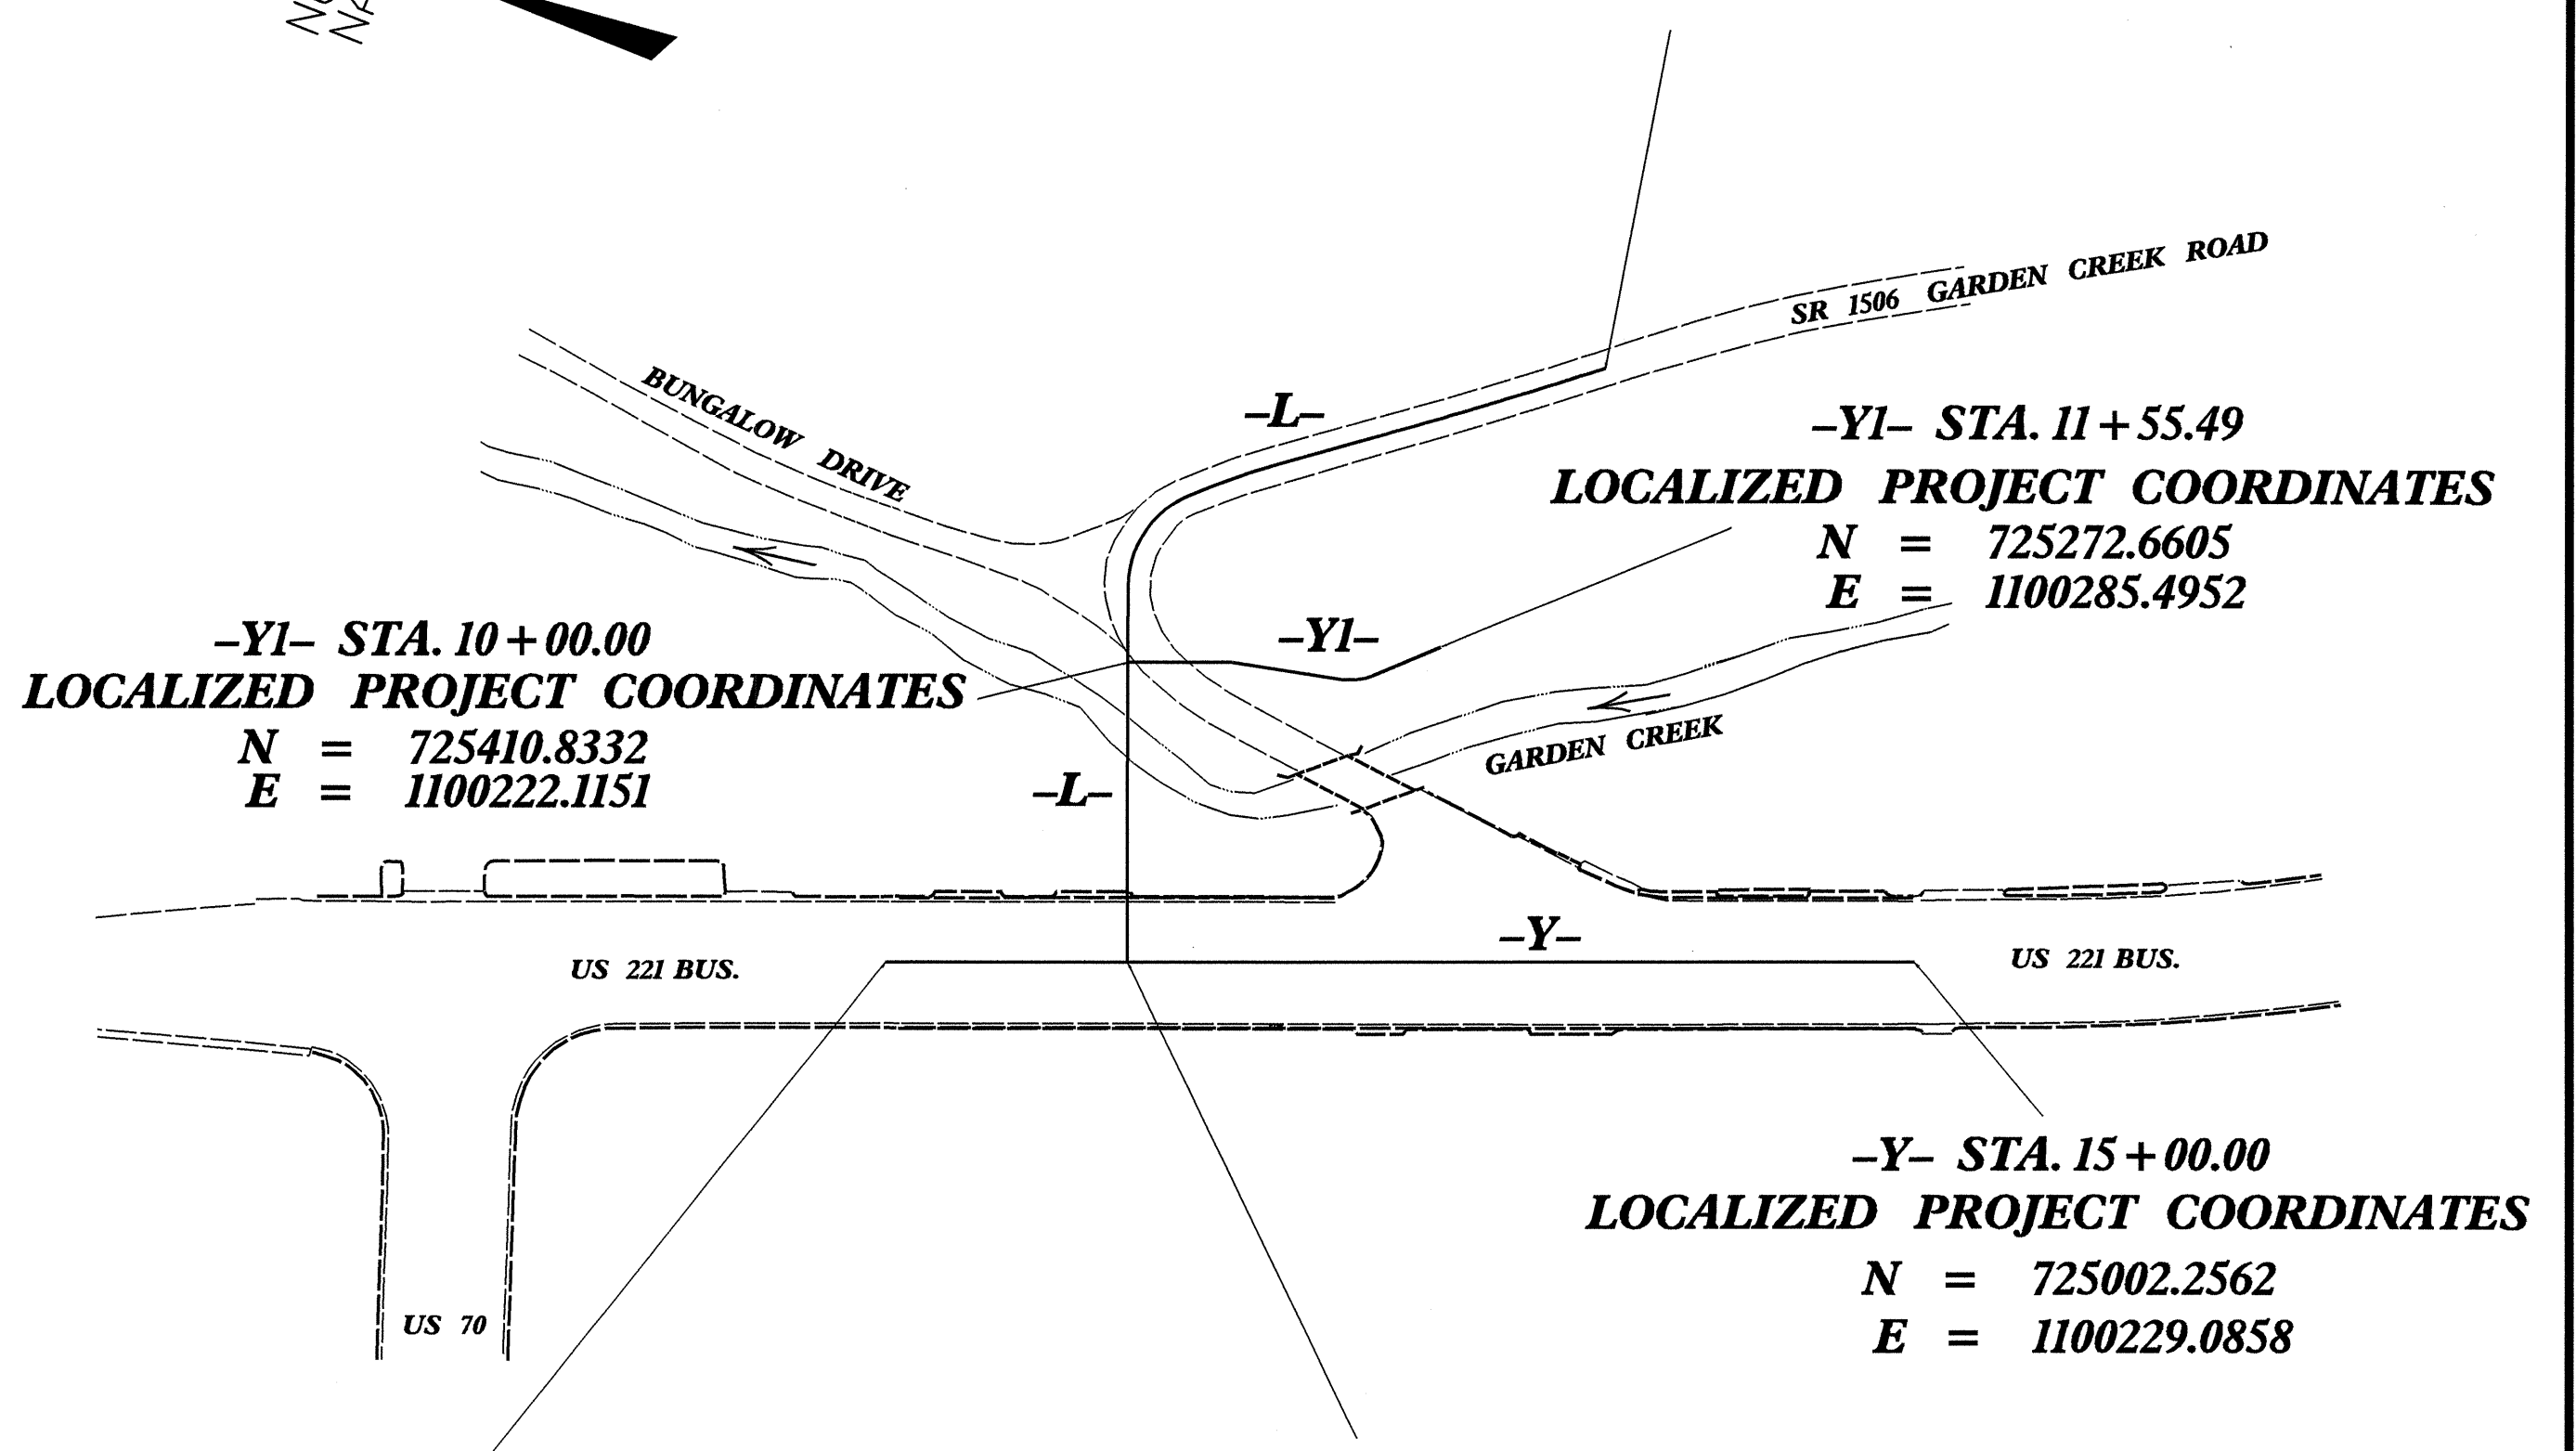 SR 1506 GARDEN CREEK ROAD
BUNGALOW DRIVE
–L–
–Y1– STA. 11+55.49
LOCALIZED PROJECT COORDINATES
N = 725272.6605
E = 1100285.4952
–Y1– STA. 10+00.00
LOCALIZED PROJECT COORDINATES
N = 725410.8332
E = 1100222.1151
–Y1–
GARDEN CREEK
–L–
–Y–
US 221 BUS.
US 221 BUS.
–Y– STA. 15+00.00
LOCALIZED PROJECT COORDINATES
N = 725002.2562
E = 1100229.0858
US 70